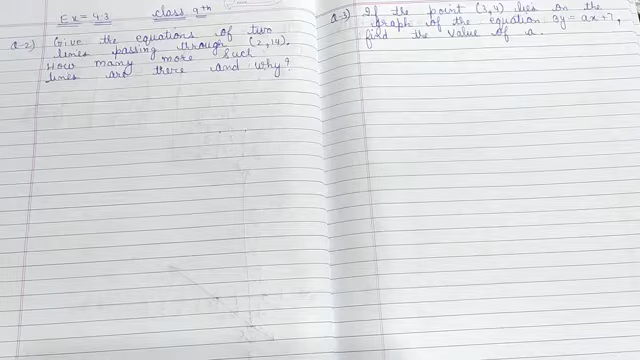 Ex = 4.3 class 9th
Q-2) Give the equations of two
lines passing through (2,14).
How many more such
lines are there and why?
Q-3) If the point (3,4) lies on the
graph of the equation 3y = ax+7,
find the value of a.